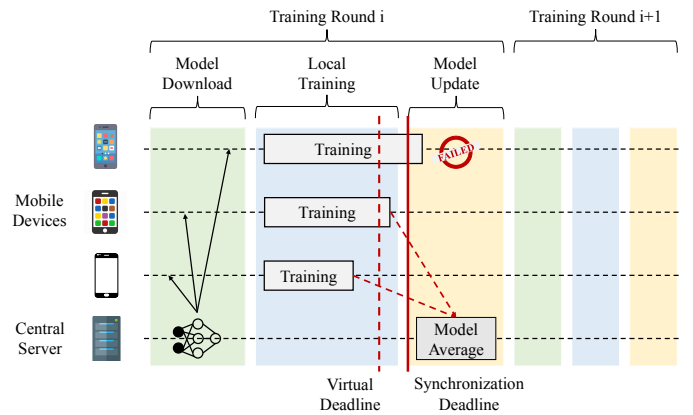 Training Round i
Training Round i+1
Model
Download
Local
Training
Model
Update
Training
FAILED
Mobile
Devices
Training
Training
Central
Server
Model
Average
Virtual
Deadline
Synchronization
Deadline